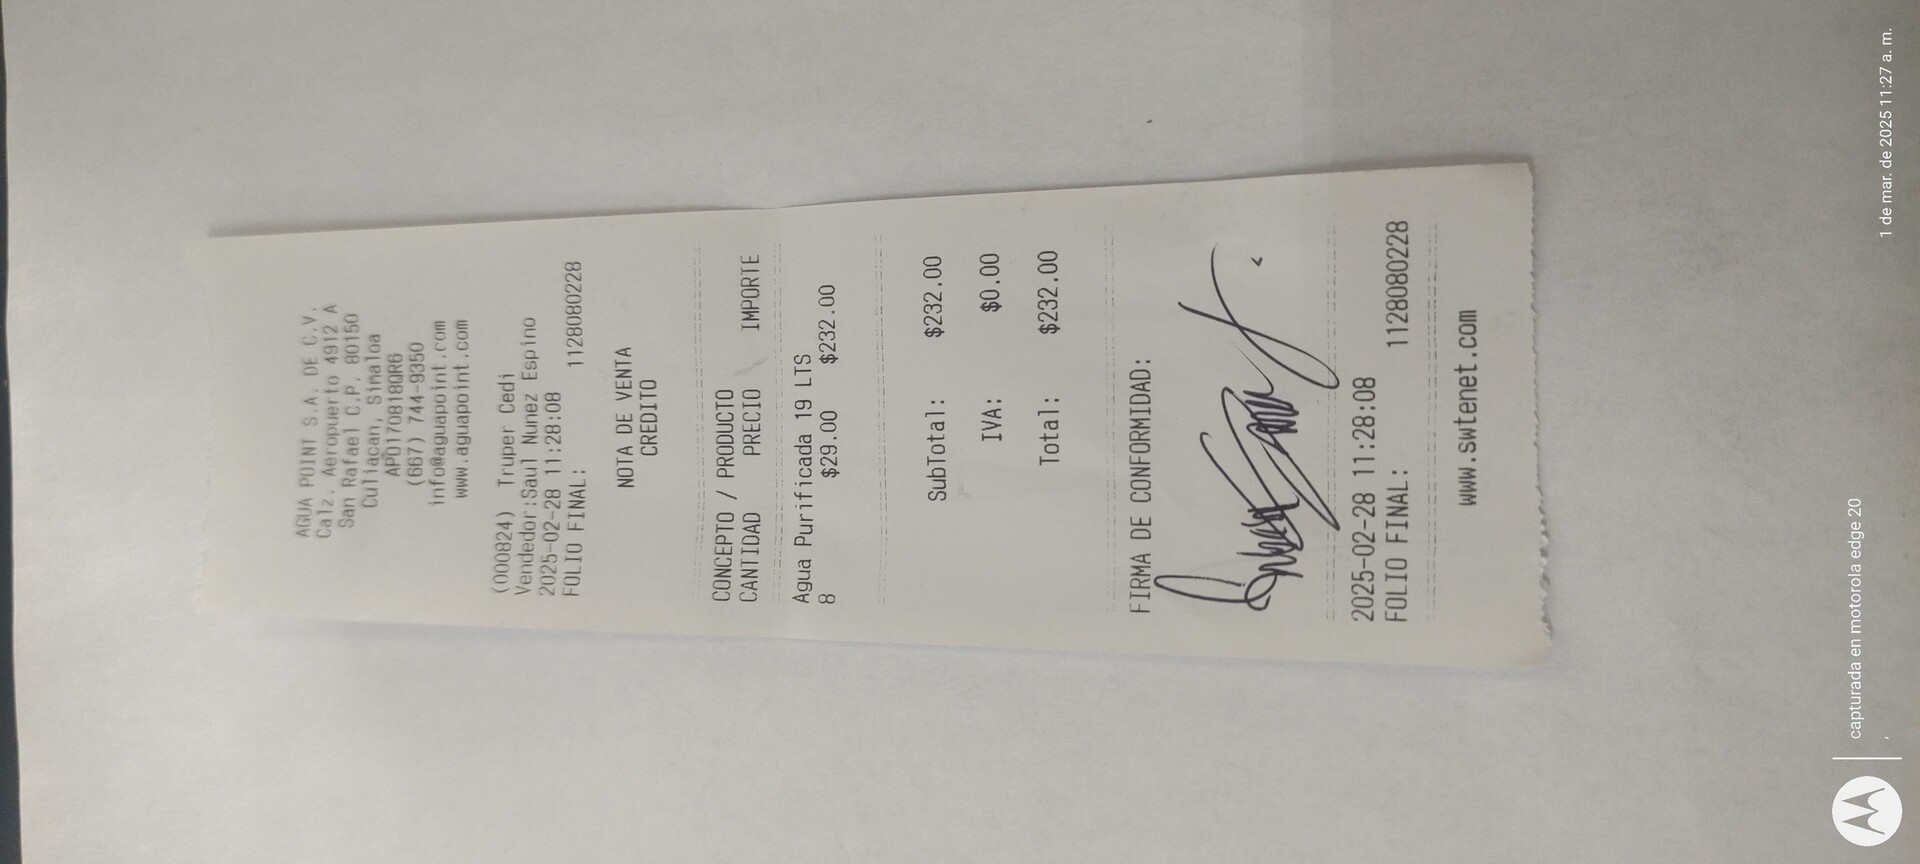 AGUA POINT S.A. DE C.V.
Calz. Aeropuerto 4912 A
San Rafael C.P. 80150
Culiacan, Sinaloa
APO170818QR6
(667) 744-9350
info@aguapoint.com
www.aguapoint.com
(000824) Truper Cedi
Vendedor:Saul Nunez Espino
2025-02-28 11:28:08
FOLIO FINAL: 1128080228
NOTA DE VENTA
CREDITO
CONCEPTO / PRODUCTO
CANTIDAD PRECIO IMPORTE
Agua Purificada 19 LTS
8 $29.00 $232.00
SubTotal: $232.00
IVA: $0.00
Total: $232.00
FIRMA DE CONFORMIDAD:
2025-02-28 11:28:08
FOLIO FINAL: 1128080228
www.swtenet.com
capturada en motorola edge 20
1 de mar. de 2025 11:27 a. m.